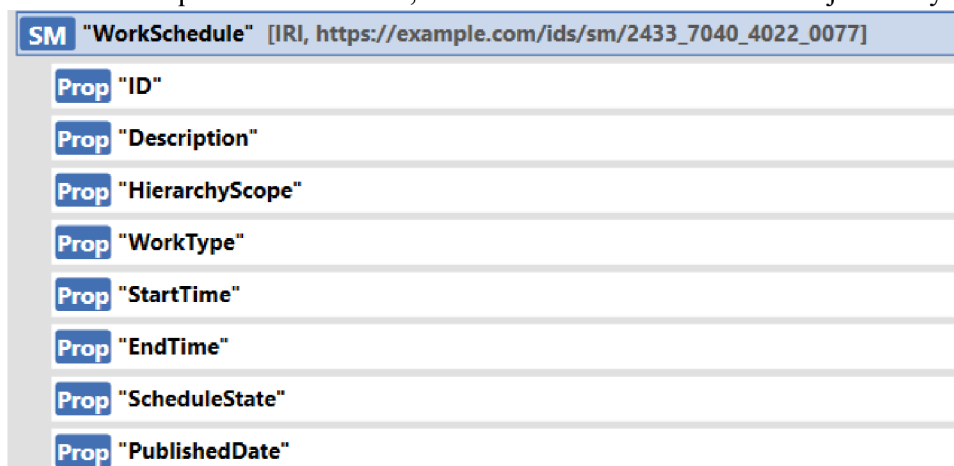 SM "WorkSchedule" [IRI, https://example.com/ids/sm/2433_7040_4022_0077]
Prop "ID"
Prop "Description"
Prop "HierarchyScope"
Prop "WorkType"
Prop "StartTime"
Prop "EndTime"
Prop "ScheduleState"
Prop "PublishedDate"